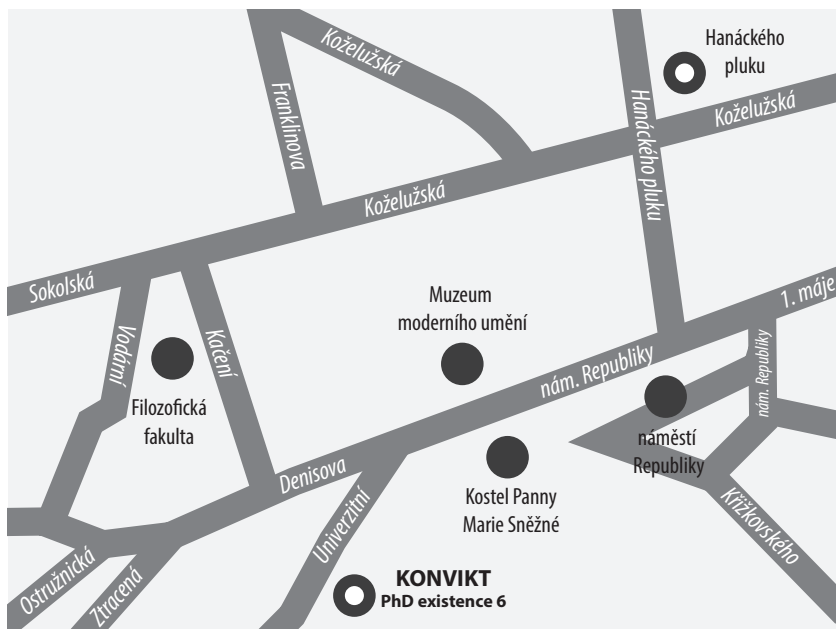 Hanáckého
pluku
Koželužská
Franklinova
Koželužská
Hanáckého pluku
Koželužská
Sokolská
Vodární
Kačení
Muzeum
moderního umění
1. máje
nám. Republiky
nám. Republiky
Filozofická
fakulta
náměstí
Republiky
Denisova
Univerzitní
Kostel Panny
Marie Sněžné
Křižkovského
Ostružnická
Ztracená
KONVIKT
PhD existence 6